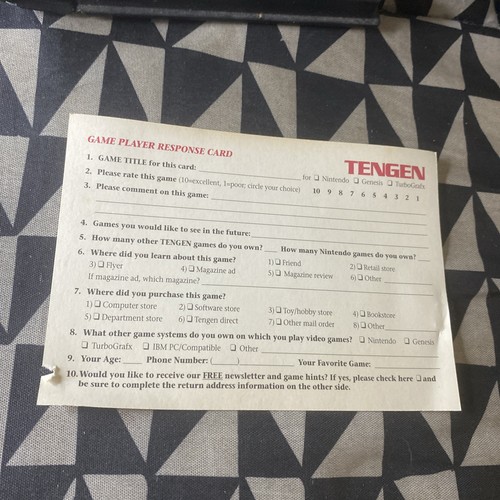 GAME PLAYER RESPONSE CARD
TENGEN
1. GAME TITLE for this card: for ❑ Nintendo ❑ Genesis ❑ TurboGrafx
2. Please rate this game (10=excellent, 1=poor; circle your choice) 10 9 8 7 6 5 4 3 2 1
3. Please comment on this game:
4. Games you would like to see in the future:
5. How many other TENGEN games do you own? How many Nintendo games do you own?
6. Where did you learn about this game? 1) ❑ Friend 2) ❑ Retail store
3) ❑ Flyer 4) ❑ Magazine ad 5) ❑ Magazine review 6) ❑ Other
If magazine ad, which magazine?
7. Where did you purchase this game?
1) ❑ Computer store 2) ❑ Software store 3) ❑ Toy/hobby store 4) ❑ Bookstore
5) ❑ Department store 6) ❑ Tengen direct 7) ❑ Other mail order 8) ❑ Other
8. What other game systems do you own on which you play video games? ❑ Nintendo ❑ Genesis
❑ TurboGrafx ❑ IBM PC/Compatible ❑ Other
9. Your Age: Phone Number: ( Your Favorite Game:
10. Would you like to receive our FREE newsletter and game hints? If yes, please check here ❑ and
be sure to complete the return address information on the other side.